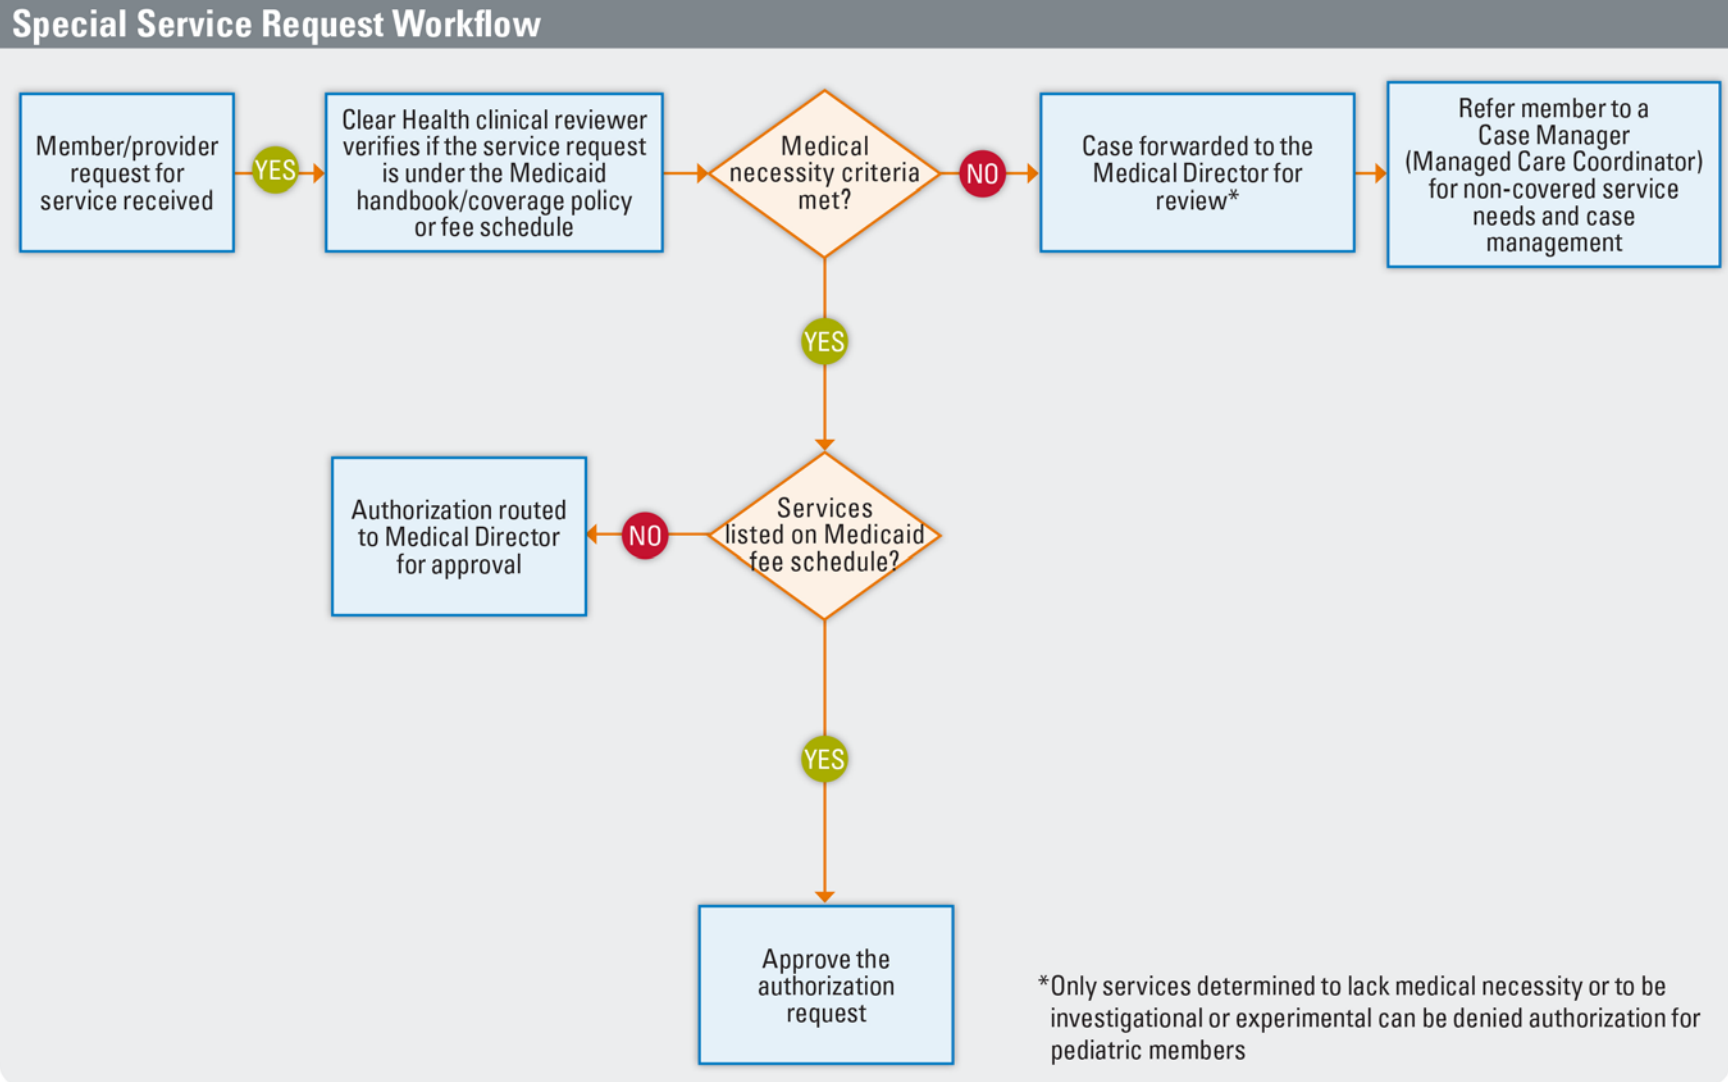 Special Service Request Workflow
Member/provider
request for
service received
YES
Clear Health clinical reviewer
verifies if the service request
is under the Medicaid
handbook/coverage policy
or fee schedule
Medical
necessity criteria
met?
NO
Case forwarded to the
Medical Director for
review*
Refer member to a
Case Manager
(Managed Care Coordinator)
for non-covered service
needs and case
management
YES
Services
listed on Medicaid
fee schedule?
NO
Authorization routed
to Medical Director
for approval
YES
Approve the
authorization
request
*Only services determined to lack medical necessity or to be
investigational or experimental can be denied authorization for
pediatric members